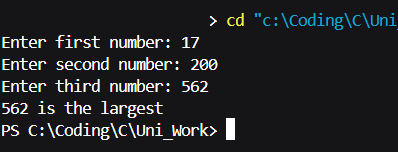 > cd "c:\Coding\C\Uni_
Enter first number: 17
Enter second number: 200
Enter third number: 562
562 is the largest
PS C:\Coding\C\Uni_Work>